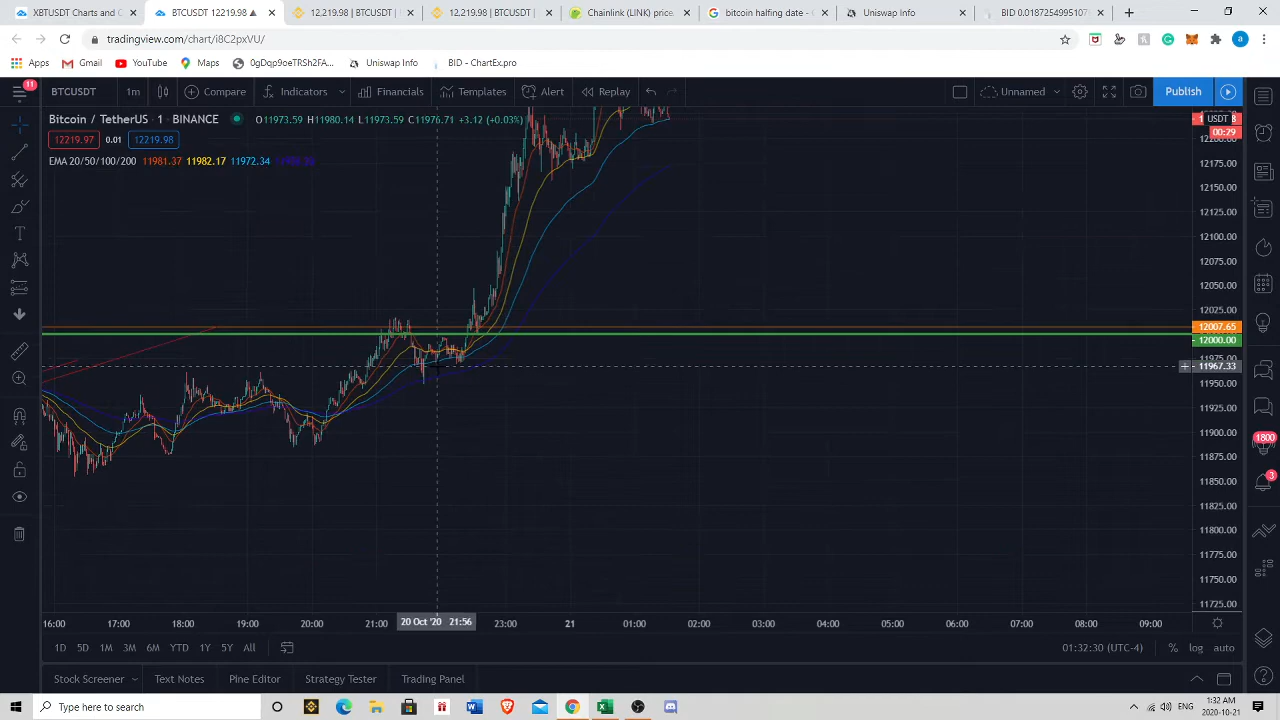 XBTUSDT Charts and C
BTCUSDT 12219.98 ▲
12,219.98 | BTCUSDT |
Chainlink (LINK) price,
bitcoin halfing date -
Uniswap Info
BID 0.0187254995107
tradingview.com/chart/i8C2pxVU/
Apps Gmail YouTube Maps 0gDqp9teTRSh2FA... Uniswap Info BID - ChartEx.pro
11
BTCUSDT 1m Compare Indicators Financials Templates Alert Replay Unnamed Publish
Bitcoin / TetherUS · 1 · BINANCE O11973.59 H11980.14 L11973.59 C11976.71 +3.12 (+0.03%)
12219.97 0.01 12219.98
EMA 20/50/100/200 11981.37 11982.17 11972.34
USDT
00:29
12175.00
12150.00
12125.00
12100.00
12075.00
12050.00
12025.00
12007.65
12000.00
11975.00
11967.33
11950.00
11925.00
11900.00
11875.00
11850.00
11825.00
11800.00
11775.00
11750.00
11725.00
1800
3
16:00 17:00 18:00 19:00 20:00 21:00 20 Oct '20 21:56 23:00 21 01:00 02:00 03:00 04:00 05:00 06:00 07:00 08:00 09:00
1D 5D 1M 3M 6M YTD 1Y 5Y All 01:32:30 (UTC-4) % log auto
Stock Screener Text Notes Pine Editor Strategy Tester Trading Panel
Type here to search
1:32 AM
2020-10-21